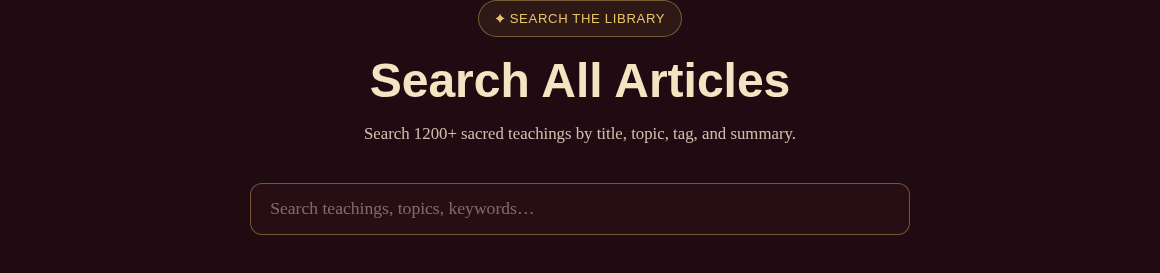 ✦ SEARCH THE LIBRARY
Search All Articles
Search 1200+ sacred teachings by title, topic, tag, and summary.
Search teachings, topics, keywords…